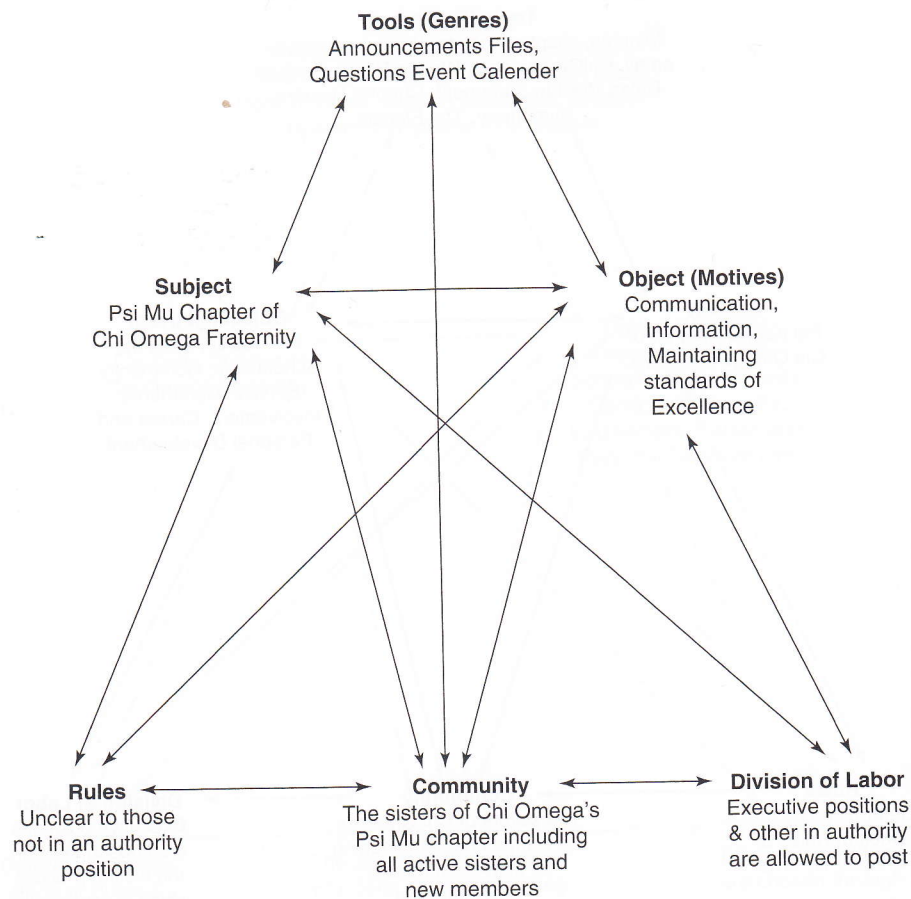 Tools (Genres)
Announcements Files,
Questions Event Calender
Subject
Psi Mu Chapter of
Chi Omega Fraternity
Object (Motives)
Communication,
Information,
Maintaining
standards of
Excellence
Rules
Unclear to those
not in an authority
position
Community
The sisters of Chi Omega's
Psi Mu chapter including
all active sisters and
new members
Division of Labor
Executive positions
& other in authority
are allowed to post